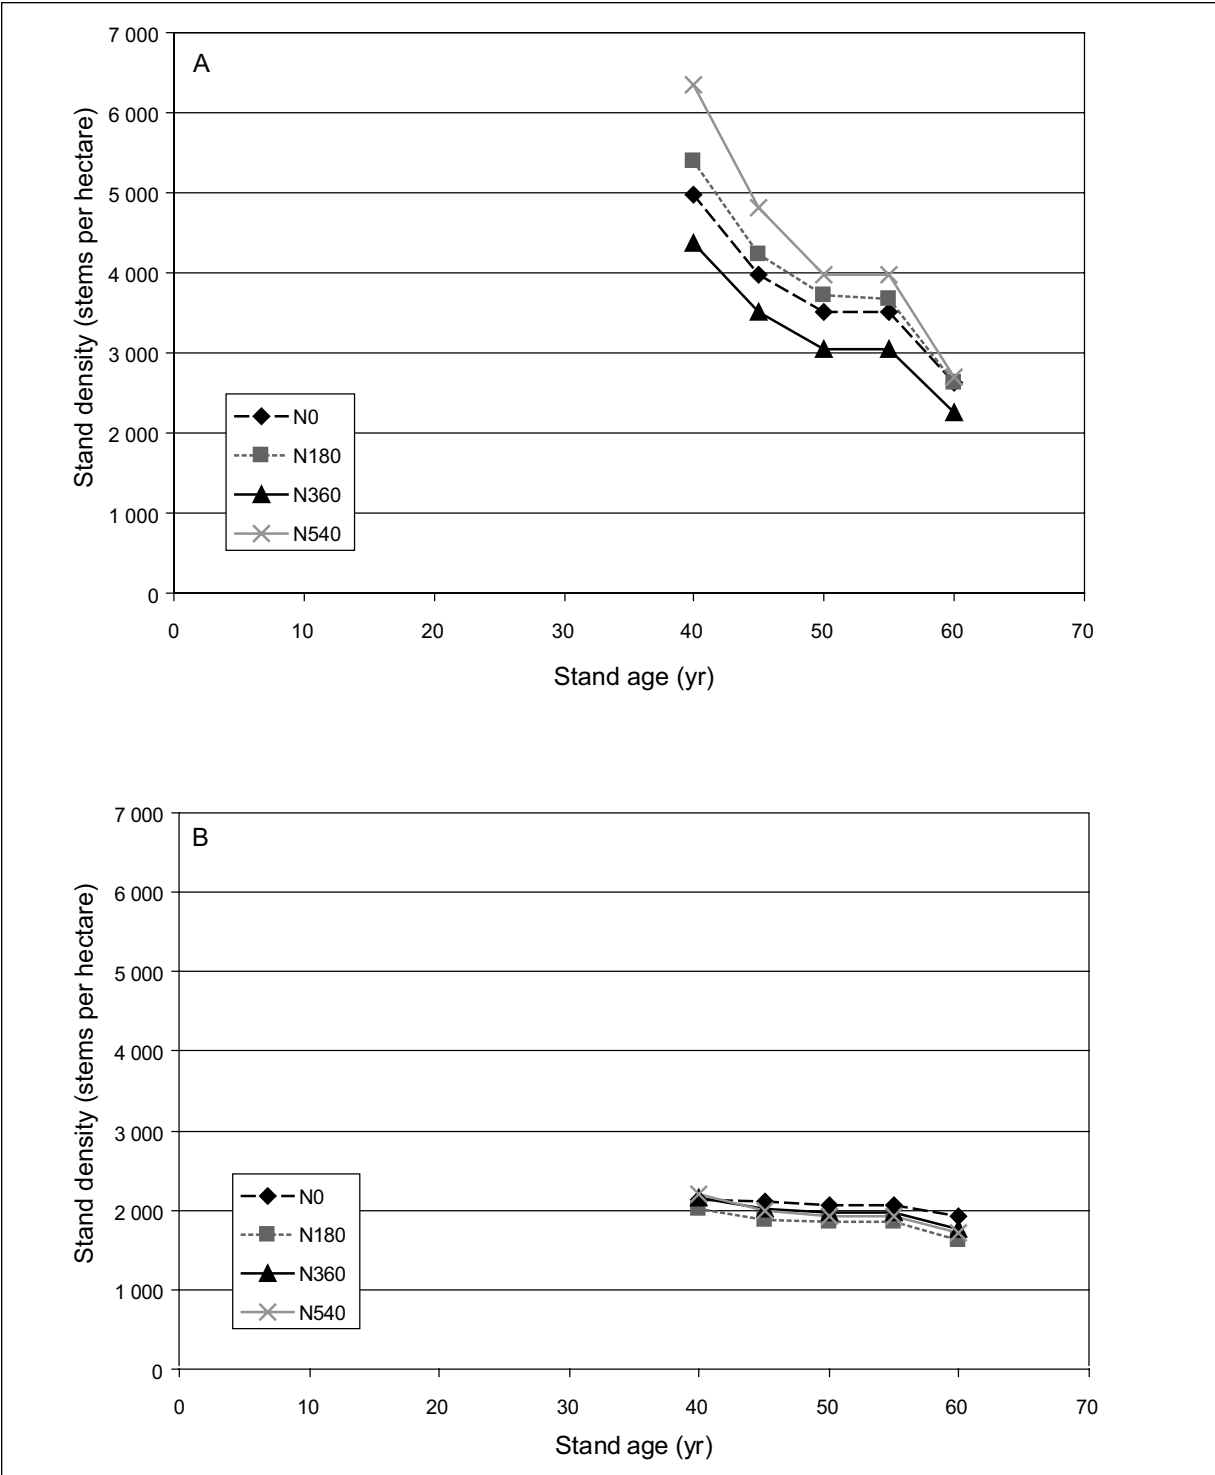 A
7 000
6 000
5 000
4 000
3 000
2 000
1 000
0
Stand density (stems per hectare)
N0
N180
N360
N540
0 10 20 30 40 50 60 70
Stand age (yr)
B
7 000
6 000
5 000
4 000
3 000
2 000
1 000
0
Stand density (stems per hectare)
N0
N180
N360
N540
0 10 20 30 40 50 60 70
Stand age (yr)